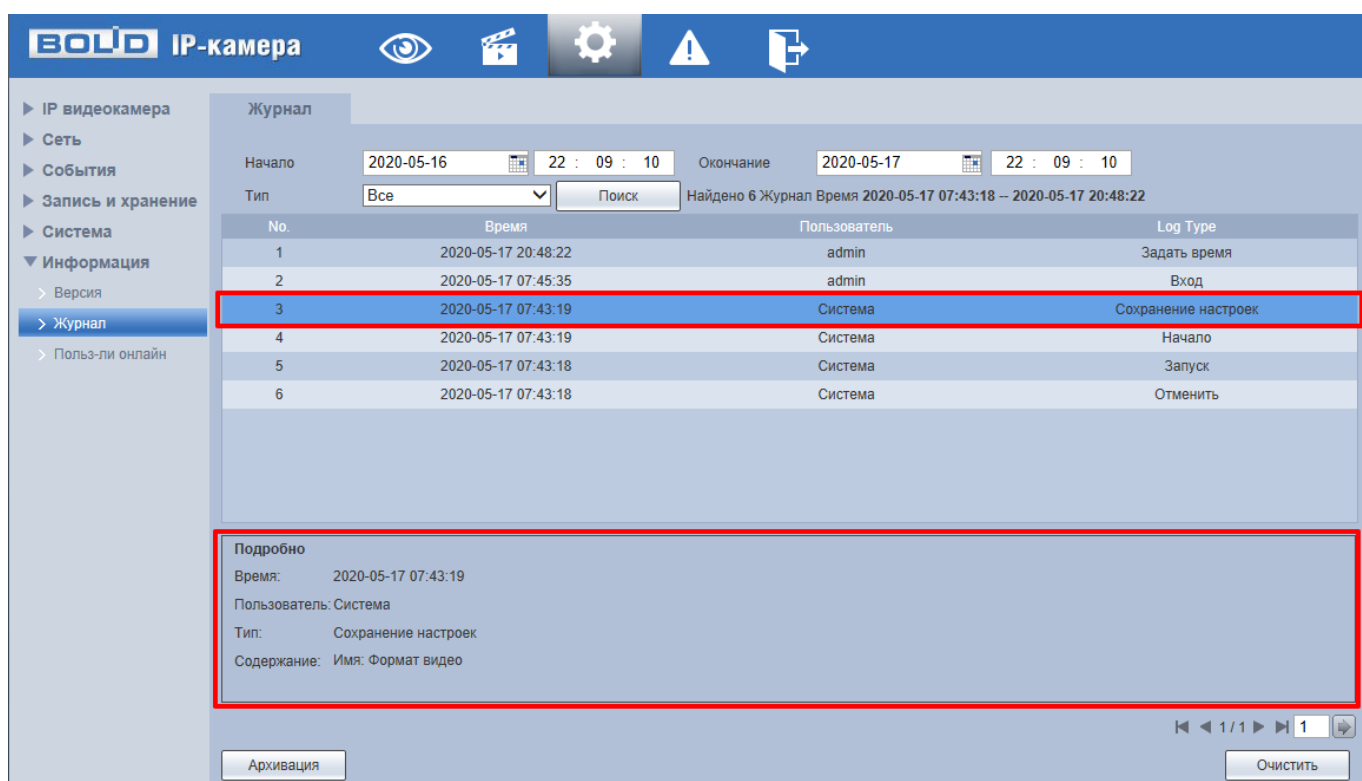 BOLID IP-камера
IP видеокамера
Сеть
События
Запись и хранение
Система
Информация
Версия
Журнал
Польз-ли онлайн
Журнал
Начало 2020-05-16 22 : 09 : 10 Окончание 2020-05-17 22 : 09 : 10
Тип Все Поиск Найдено 6 Журнал Время 2020-05-17 07:43:18 -- 2020-05-17 20:48:22
No. Время Пользователь Log Type
1 2020-05-17 20:48:22 admin Задать время
2 2020-05-17 07:45:35 admin Вход
3 2020-05-17 07:43:19 Система Сохранение настроек
4 2020-05-17 07:43:19 Система Начало
5 2020-05-17 07:43:18 Система Запуск
6 2020-05-17 07:43:18 Система Отменить
Подробно
Время: 2020-05-17 07:43:19
Пользователь: Система
Тип: Сохранение настроек
Содержание: Имя: Формат видео
1 / 1 1
Архивация Очистить